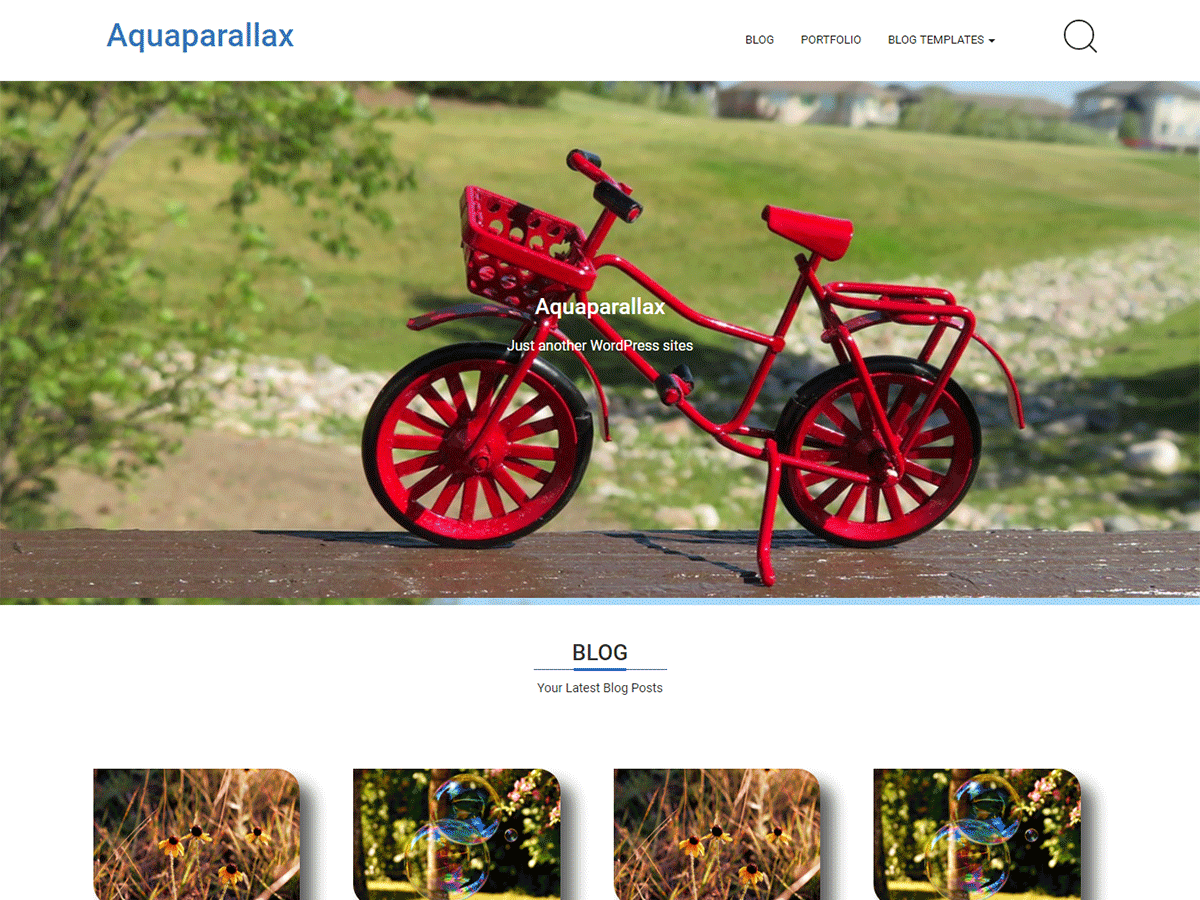 Aquaparallax
BLOG PORTFOLIO BLOG TEMPLATES
Aquaparallax
Just another WordPress sites
BLOG
Your Latest Blog Posts